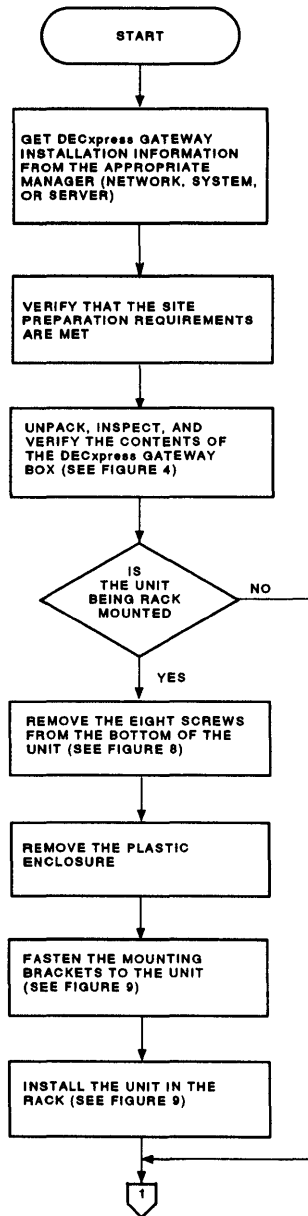 START
GET DECxpress GATEWAY
INSTALLATION INFORMATION
FROM THE APPROPRIATE
MANAGER (NETWORK, SYSTEM,
OR SERVER)
VERIFY THAT THE SITE
PREPARATION REQUIREMENTS
ARE MET
UNPACK, INSPECT, AND
VERIFY THE CONTENTS OF
THE DECxpress GATEWAY
BOX (SEE FIGURE 4)
IS
THE UNIT
BEING RACK
MOUNTED
NO
YES
REMOVE THE EIGHT SCREWS
FROM THE BOTTOM OF THE
UNIT (SEE FIGURE 8)
REMOVE THE PLASTIC
ENCLOSURE
FASTEN THE MOUNTING
BRACKETS TO THE UNIT
(SEE FIGURE 9)
INSTALL THE UNIT IN THE
RACK (SEE FIGURE 9)
1